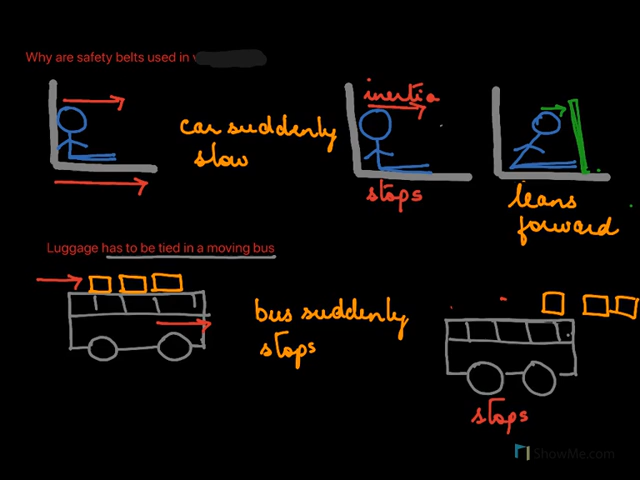 Why are safety belts used in
inertia
car suddenly
slow
stops
leans
forward
Luggage has to be tied in a moving bus
bus suddenly
stops
stops
ShowMe.com